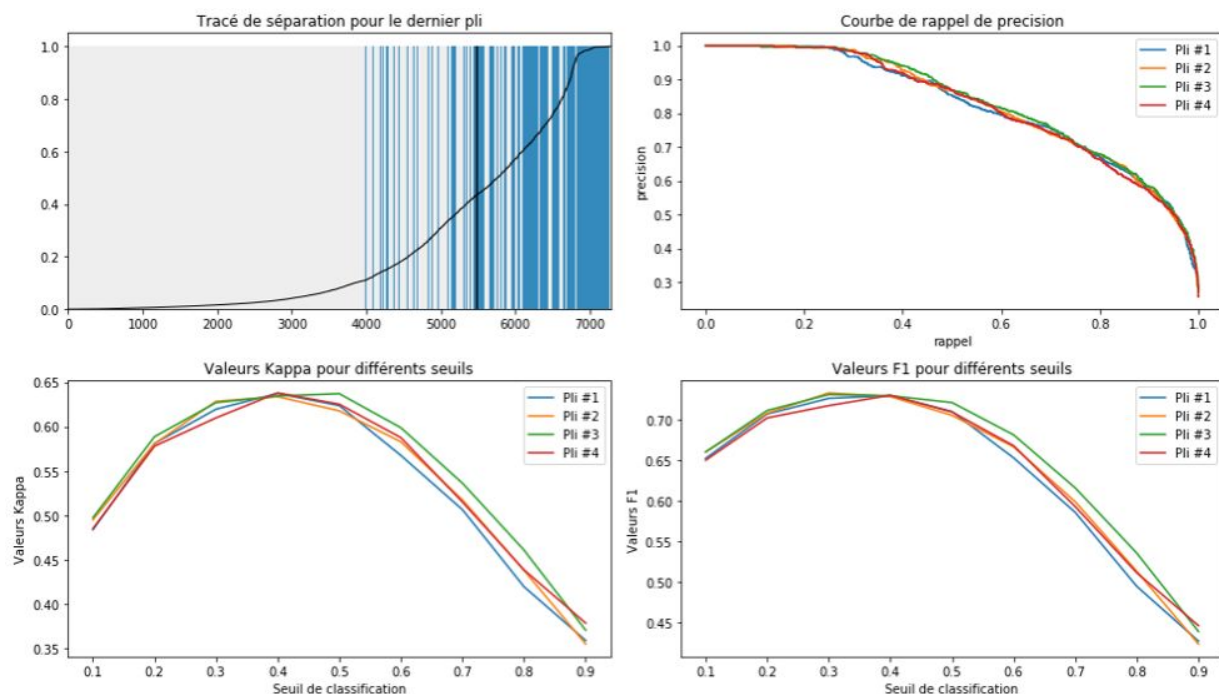 Tracé de séparation pour le dernier pli
1.0
0.8
0.6
0.4
0.2
0.0
0 1000 2000 3000 4000 5000 6000 7000
Courbe de rappel de precision
1.0
0.9
0.8
0.7
0.6
0.5
0.4
0.3
precision
Pli #1
Pli #2
Pli #3
Pli #4
0.0 0.2 0.4 0.6 0.8 1.0
rappel
Valeurs Kappa pour différents seuils
0.65
0.60
0.55
0.50
0.45
0.40
0.35
Valeurs Kappa
Pli #1
Pli #2
Pli #3
Pli #4
0.1 0.2 0.3 0.4 0.5 0.6 0.7 0.8 0.9
Seuil de classification
Valeurs F1 pour différents seuils
0.70
0.65
0.60
0.55
0.50
0.45
Valeurs F1
Pli #1
Pli #2
Pli #3
Pli #4
0.1 0.2 0.3 0.4 0.5 0.6 0.7 0.8 0.9
Seuil de classification